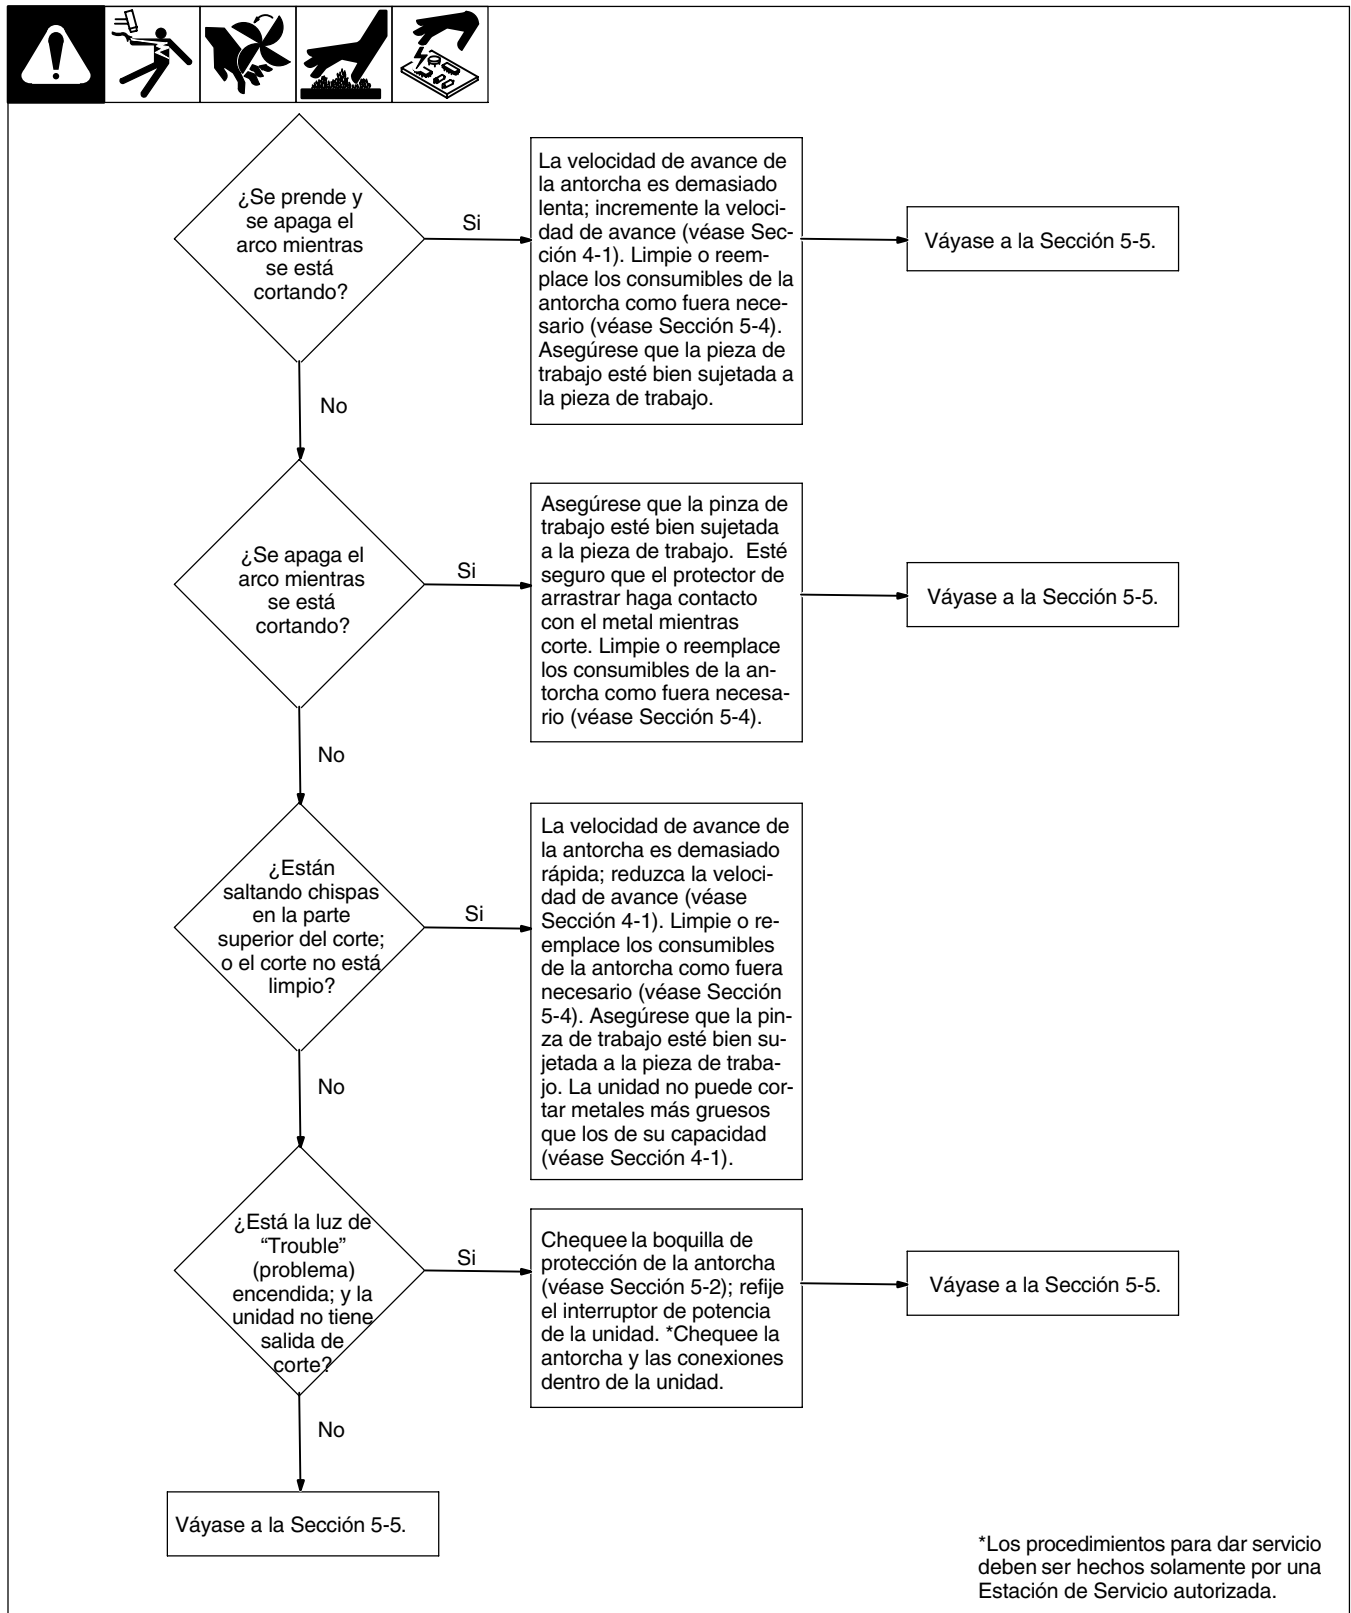 ¿Se prende y
se apaga el
arco mientras
se está
cortando?
Si
La velocidad de avance de
la antorcha es demasiado
lenta; incremente la veloci-
dad de avance (véase Sec-
ción 4-1). Limpie o reem-
place los consumibles de la
antorcha como fuera nece-
sario (véase Sección 5-4).
Asegúrese que la pieza de
trabajo esté bien sujetada a
la pieza de trabajo.
Váyase a la Sección 5-5.
No
¿Se apaga el
arco mientras
se está
cortando?
Si
Asegúrese que la pinza de
trabajo esté bien sujetada
a la pieza de trabajo. Esté
seguro que el protector de
arrastrar haga contacto
con el metal mientras
corte. Limpie o reemplace
los consumibles de la an-
torcha como fuera necesa-
rio (véase Sección 5-4).
Váyase a la Sección 5-5.
No
¿Están
saltando chispas
en la parte
superior del corte;
o el corte no está
limpio?
Si
La velocidad de avance de
la antorcha es demasiado
rápida; reduzca la veloci-
dad de avance (véase
Sección 4-1). Limpie o re-
emplace los consumibles
de la antorcha como fuera
necesario (véase Sección
5-4). Asegúrese que la pin-
za de trabajo esté bien su-
jetada a la pieza de traba-
jo. La unidad no puede cor-
tar metales más gruesos
que los de su capacidad
(véase Sección 4-1).
No
¿Está la luz de
“Trouble”
(problema)
encendida; y la
unidad no tiene
salida de
corte?
Si
Chequee la boquilla de
protección de la antorcha
(véase Sección 5-2); refije
el interruptor de potencia
de la unidad. *Chequee la
antorcha y las conexiones
dentro de la unidad.
Váyase a la Sección 5-5.
No
Váyase a la Sección 5-5.
*Los procedimientos para dar servicio
deben ser hechos solamente por una
Estación de Servicio autorizada.